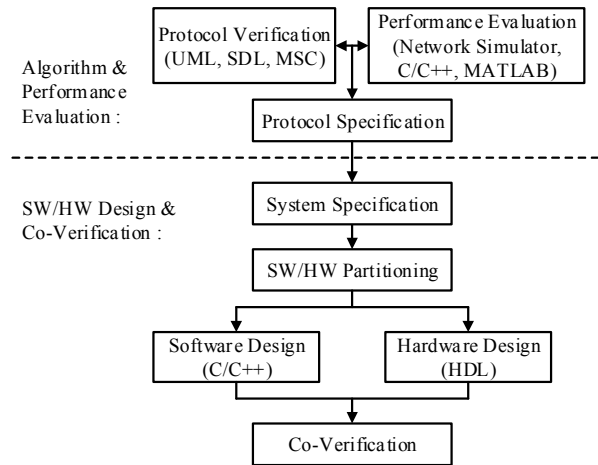 Protocol Verification
(UML, SDL, MSC)
Performance Evaluation
(Network Simulator,
C/C++, MATLAB)
Algorithm &
Performance
Evaluation :
Protocol Specification
System Specification
SW/HW Design &
Co-Verification :
SW/HW Partitioning
Software Design
(C/C++)
Hardware Design
(HDL)
Co-Verification